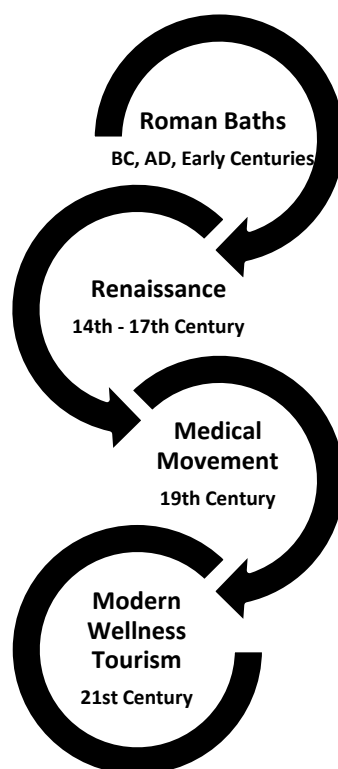 Roman Baths
BC, AD, Early Centuries
Renaissance
14th - 17th Century
Medical
Movement
19th Century
Modern
Wellness
Tourism
21st Century